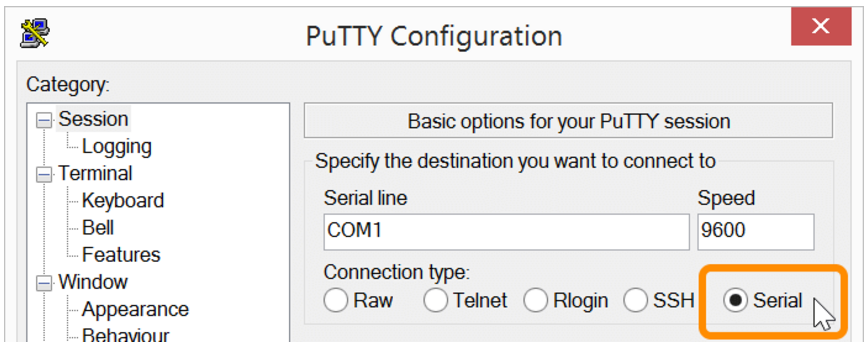 PuTTY Configuration
Category:
Session
Logging
Terminal
Keyboard
Bell
Features
Window
Appearance
Behaviour
Basic options for your PuTTY session
Specify the destination you want to connect to
Serial line Speed
COM1 9600
Connection type:
Raw Telnet Rlogin SSH Serial